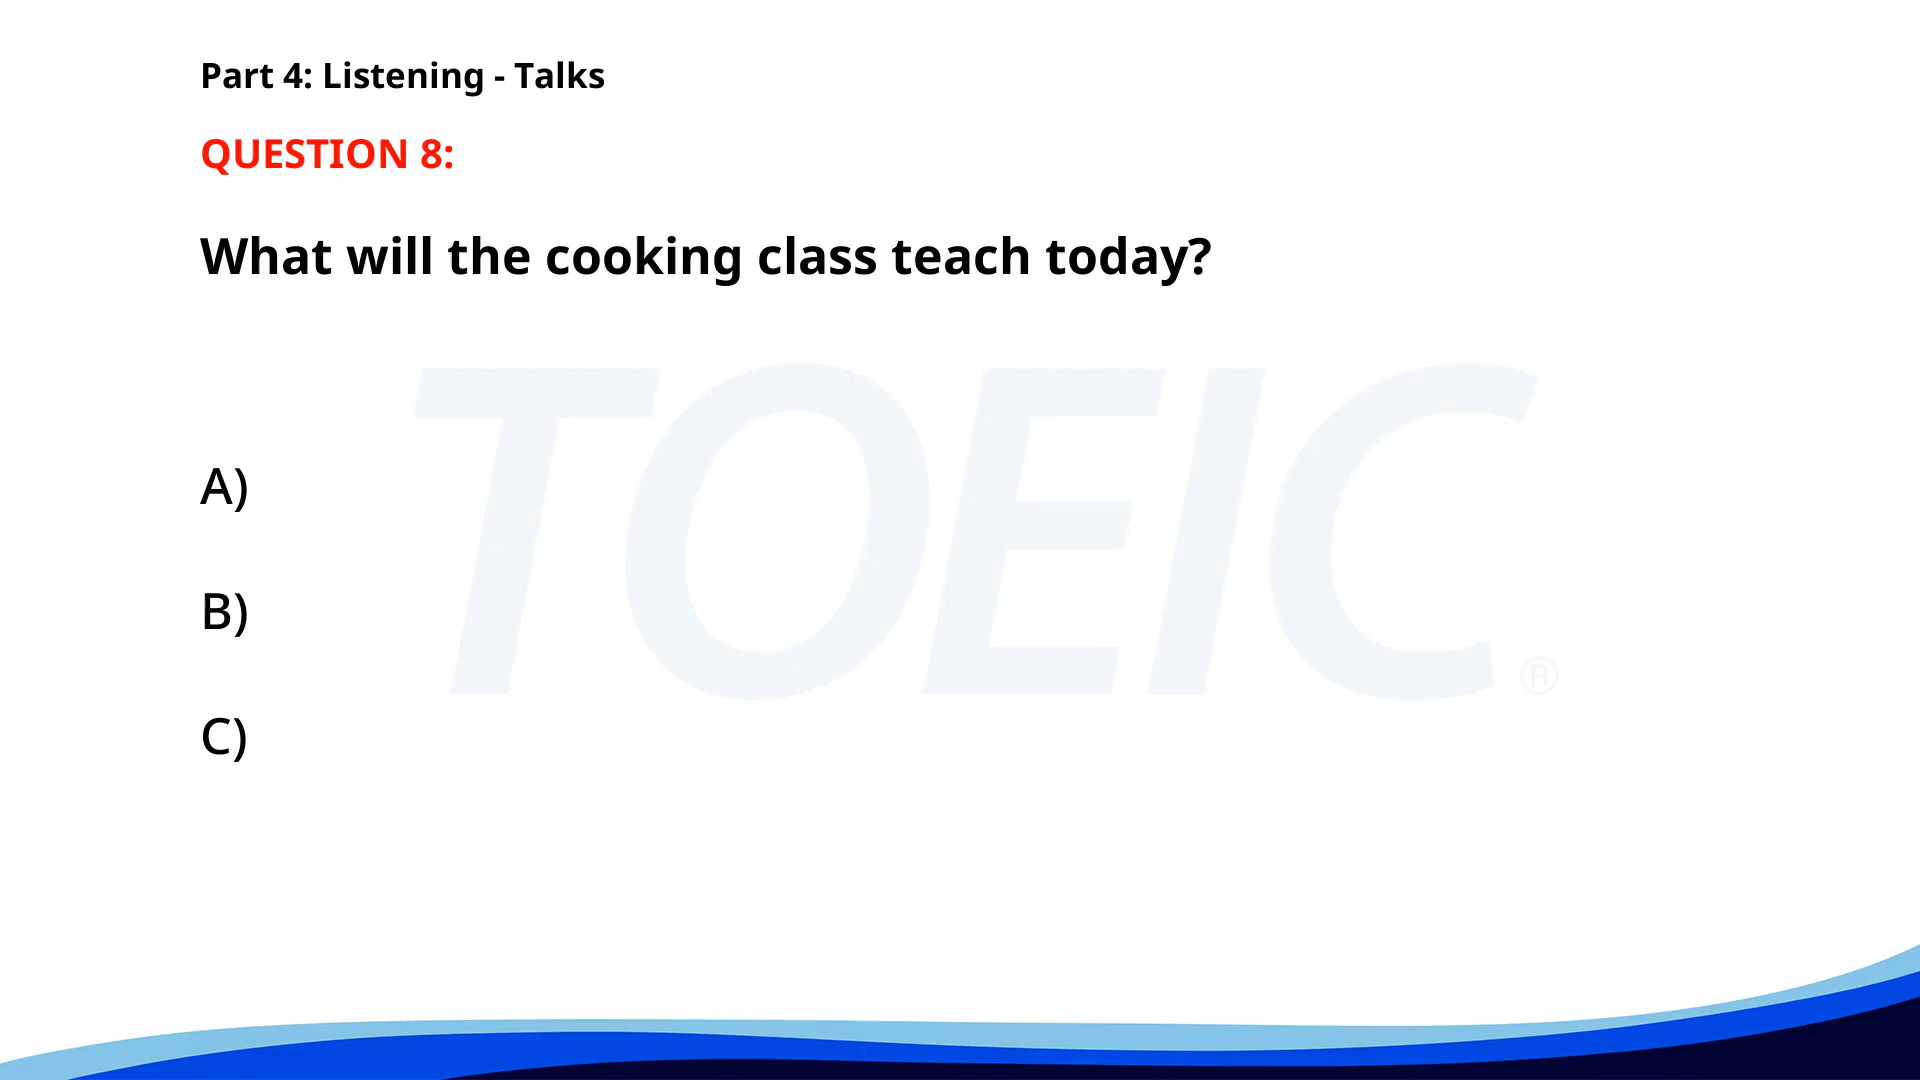 Part 4: Listening - Talks
QUESTION 8:
What will the cooking class teach today?
TOEIC®
A)
B)
C)